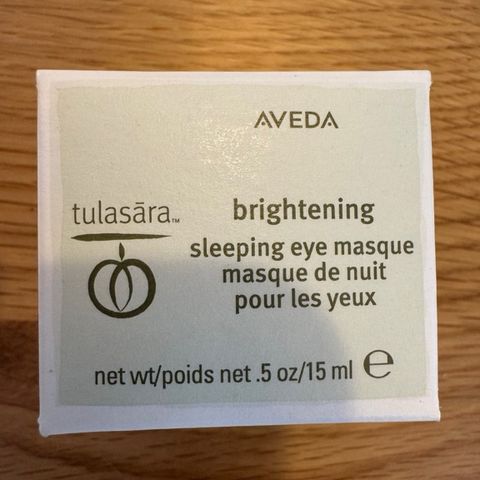 AVEDA
tulasāra™
brightening
sleeping eye masque
masque de nuit
pour les yeux
net wt/poids net .5 oz/15 ml ℮